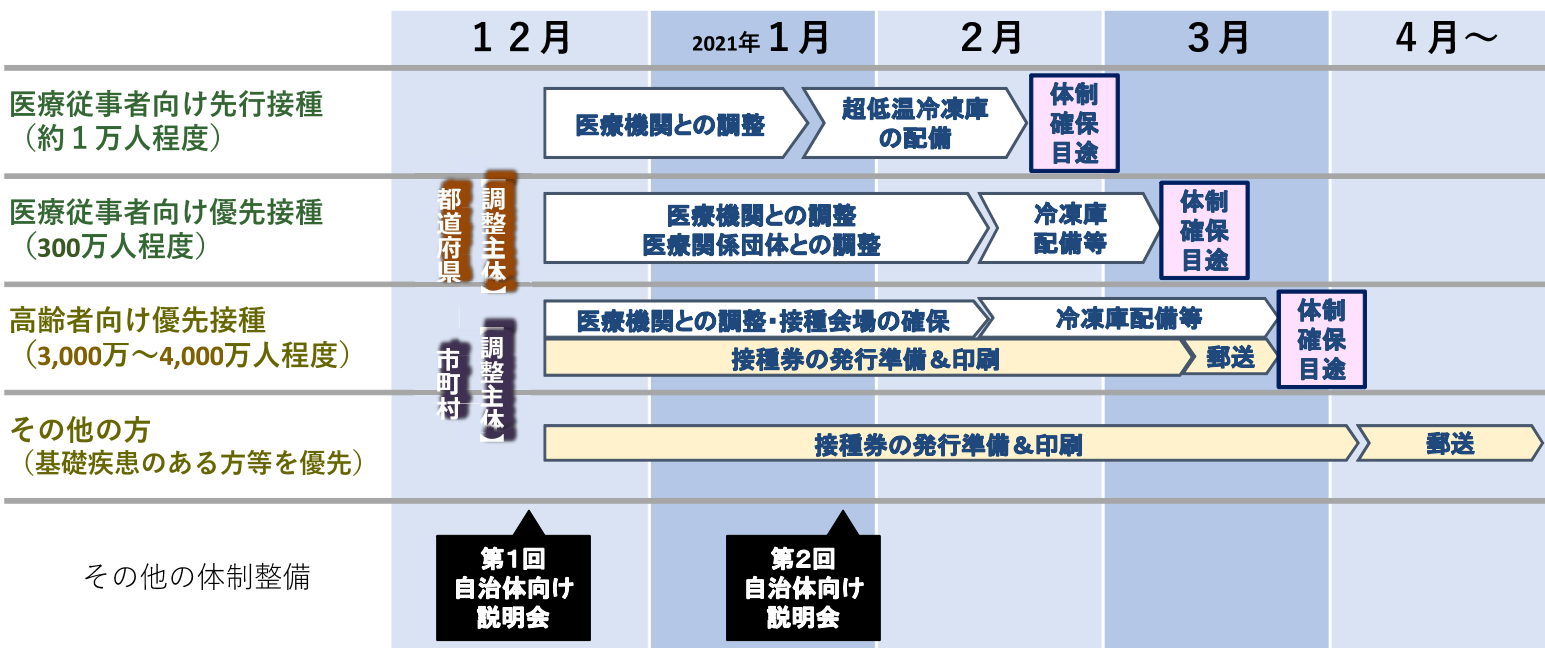 12月
2021年 1月
2月
3月
4月～
医療従事者向け先行接種
（約１万人程度）
医療機関との調整
超低温冷凍庫
の配備
体制
確保
目途
医療従事者向け優先接種
（300万人程度）
【調整主体】
都道府県
医療機関との調整
医療関係団体との調整
冷凍庫
配備等
体制
確保
目途
高齢者向け優先接種
（3,000万～4,000万人程度）
【調整主体】
市町村
医療機関との調整・接種会場の確保
冷凍庫配備等
接種券の発行準備＆印刷
郵送
体制
確保
目途
その他の方
（基礎疾患のある方等を優先）
接種券の発行準備＆印刷
郵送
その他の体制整備
第１回
自治体向け
説明会
第２回
自治体向け
説明会